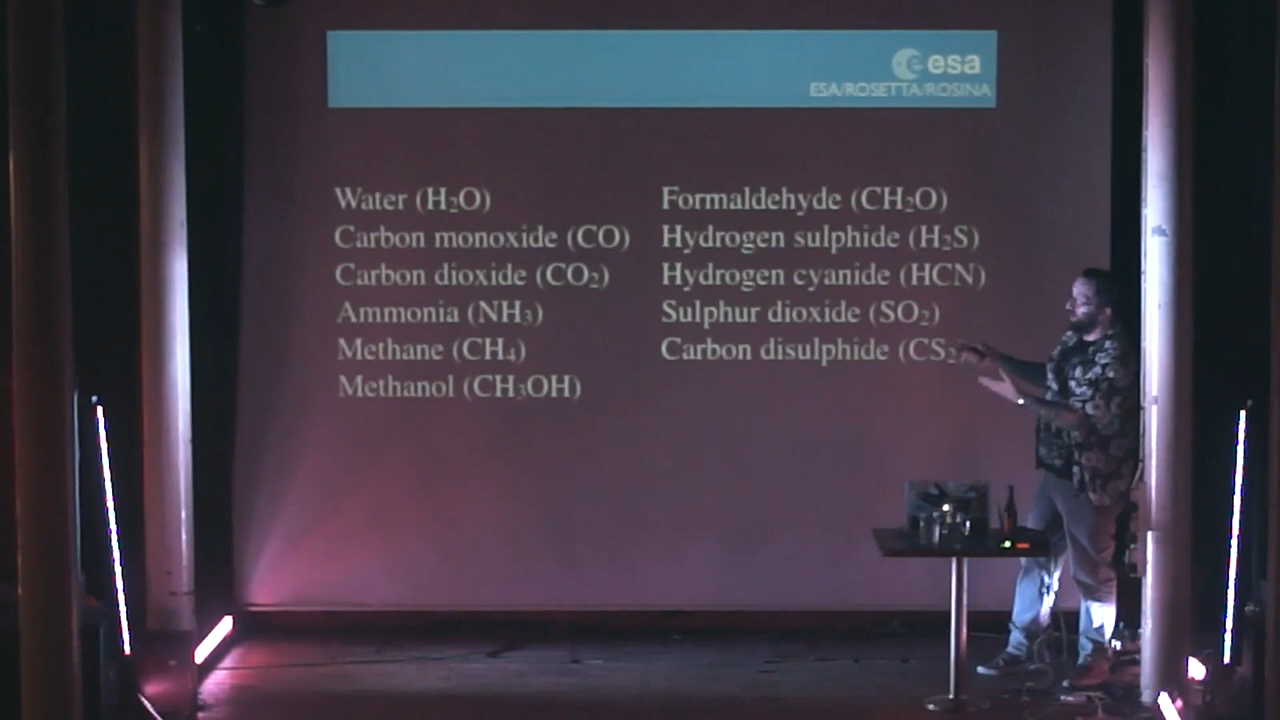 esa
ESA/ROSETTA/ROSINA
Water (H₂O)
Carbon monoxide (CO)
Carbon dioxide (CO₂)
Ammonia (NH₃)
Methane (CH₄)
Methanol (CH₃OH)
Formaldehyde (CH₂O)
Hydrogen sulphide (H₂S)
Hydrogen cyanide (HCN)
Sulphur dioxide (SO₂)
Carbon disulphide (CS₂)